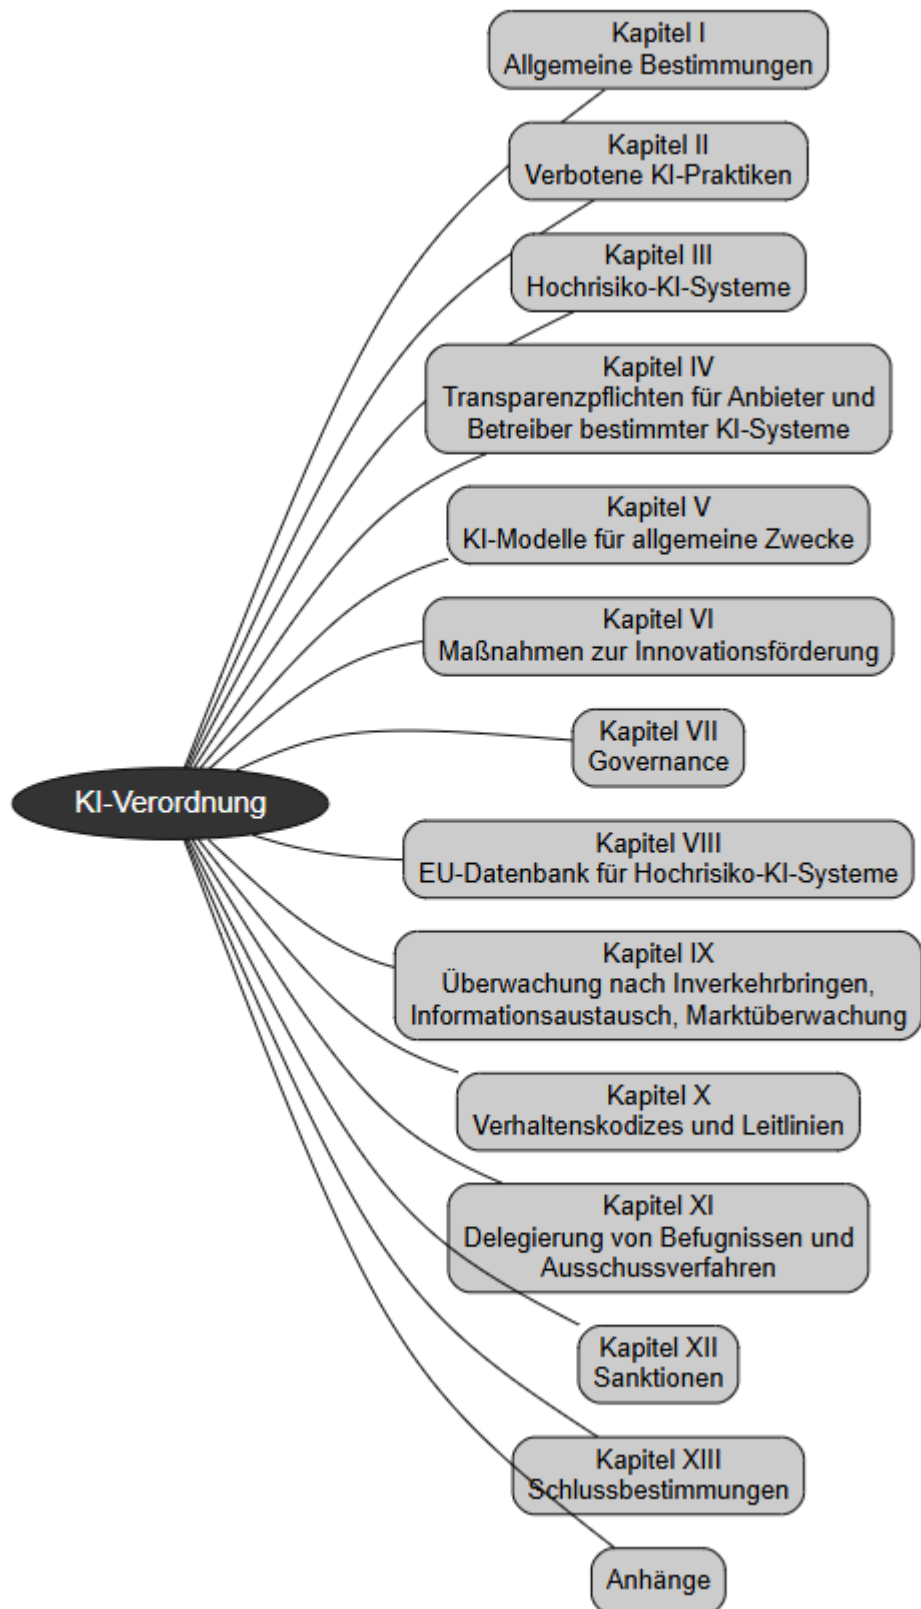 Kapitel I
Allgemeine Bestimmungen
Kapitel II
Verbotene KI-Praktiken
Kapitel III
Hochrisiko-KI-Systeme
Kapitel IV
Transparenzpflichten für Anbieter und
Betreiber bestimmter KI-Systeme
Kapitel V
KI-Modelle für allgemeine Zwecke
Kapitel VI
Maßnahmen zur Innovationsförderung
Kapitel VII
Governance
KI-Verordnung
Kapitel VIII
EU-Datenbank für Hochrisiko-KI-Systeme
Kapitel IX
Überwachung nach Inverkehrbringen,
Informationsaustausch, Marktüberwachung
Kapitel X
Verhaltenskodizes und Leitlinien
Kapitel XI
Delegierung von Befugnissen und
Ausschussverfahren
Kapitel XII
Sanktionen
Kapitel XIII
Schlussbestimmungen
Anhänge